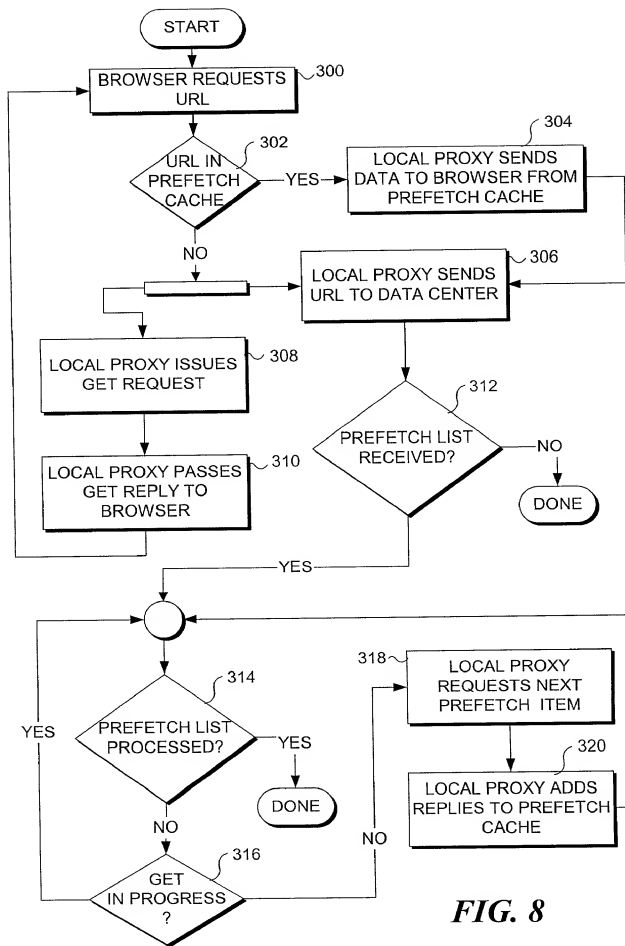 START
BROWSER REQUESTS
URL
300
URL IN
PREFETCH
CACHE
302
YES
LOCAL PROXY SENDS
DATA TO BROWSER FROM
PREFETCH CACHE
304
NO
LOCAL PROXY SENDS
URL TO DATA CENTER
306
LOCAL PROXY ISSUES
GET REQUEST
308
LOCAL PROXY PASSES
GET REPLY TO
BROWSER
310
PREFETCH LIST
RECEIVED?
312
NO
DONE
YES
PREFETCH LIST
PROCESSED?
314
YES
DONE
NO
GET
IN PROGRESS
?
316
YES
NO
318
LOCAL PROXY
REQUESTS NEXT
PREFETCH ITEM
320
LOCAL PROXY ADDS
REPLIES TO PREFETCH
CACHE
FIG. 8